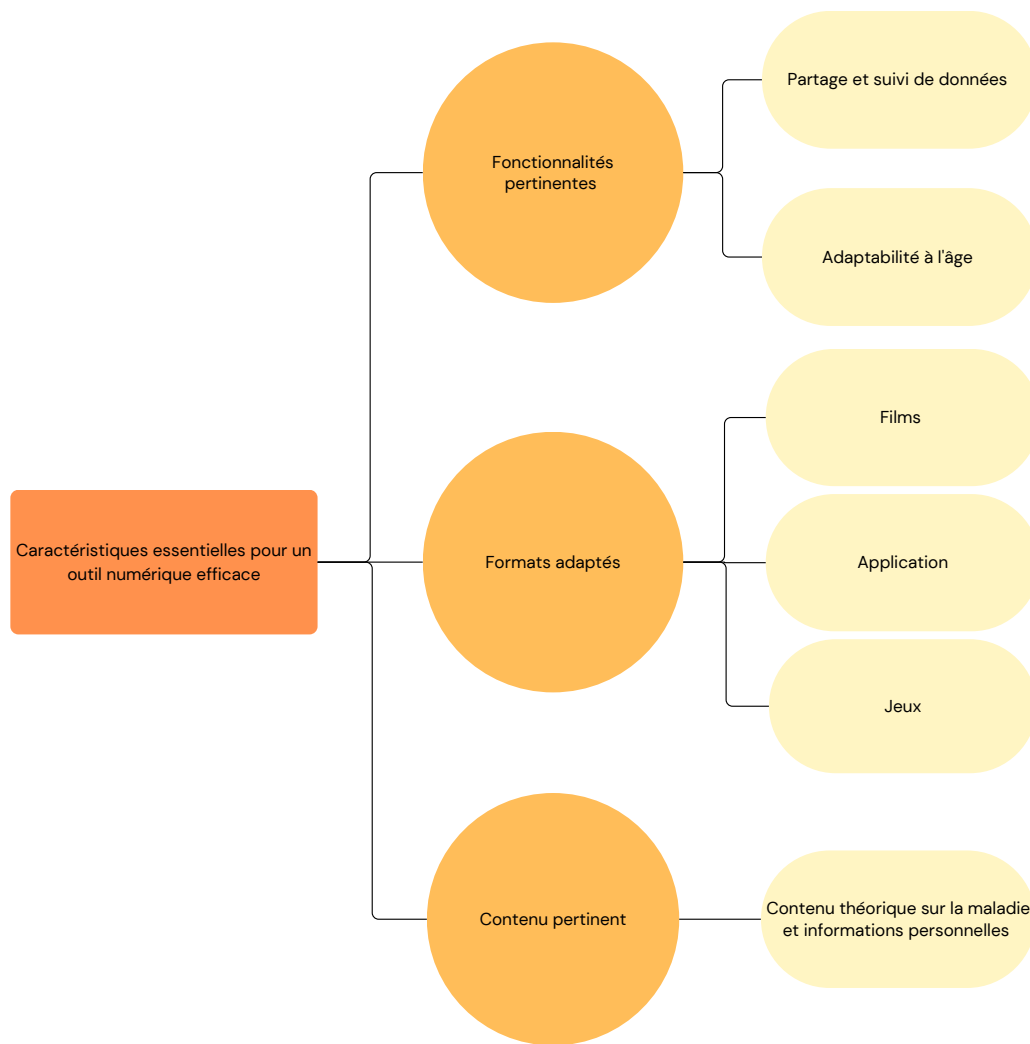 Partage et suivi de données
Fonctionnalités
pertinentes
Adaptabilité à l'âge
Films
Caractéristiques essentielles pour un
outil numérique efficace
Formats adaptés
Application
Jeux
Contenu pertinent
Contenu théorique sur la maladie
et informations personnelles